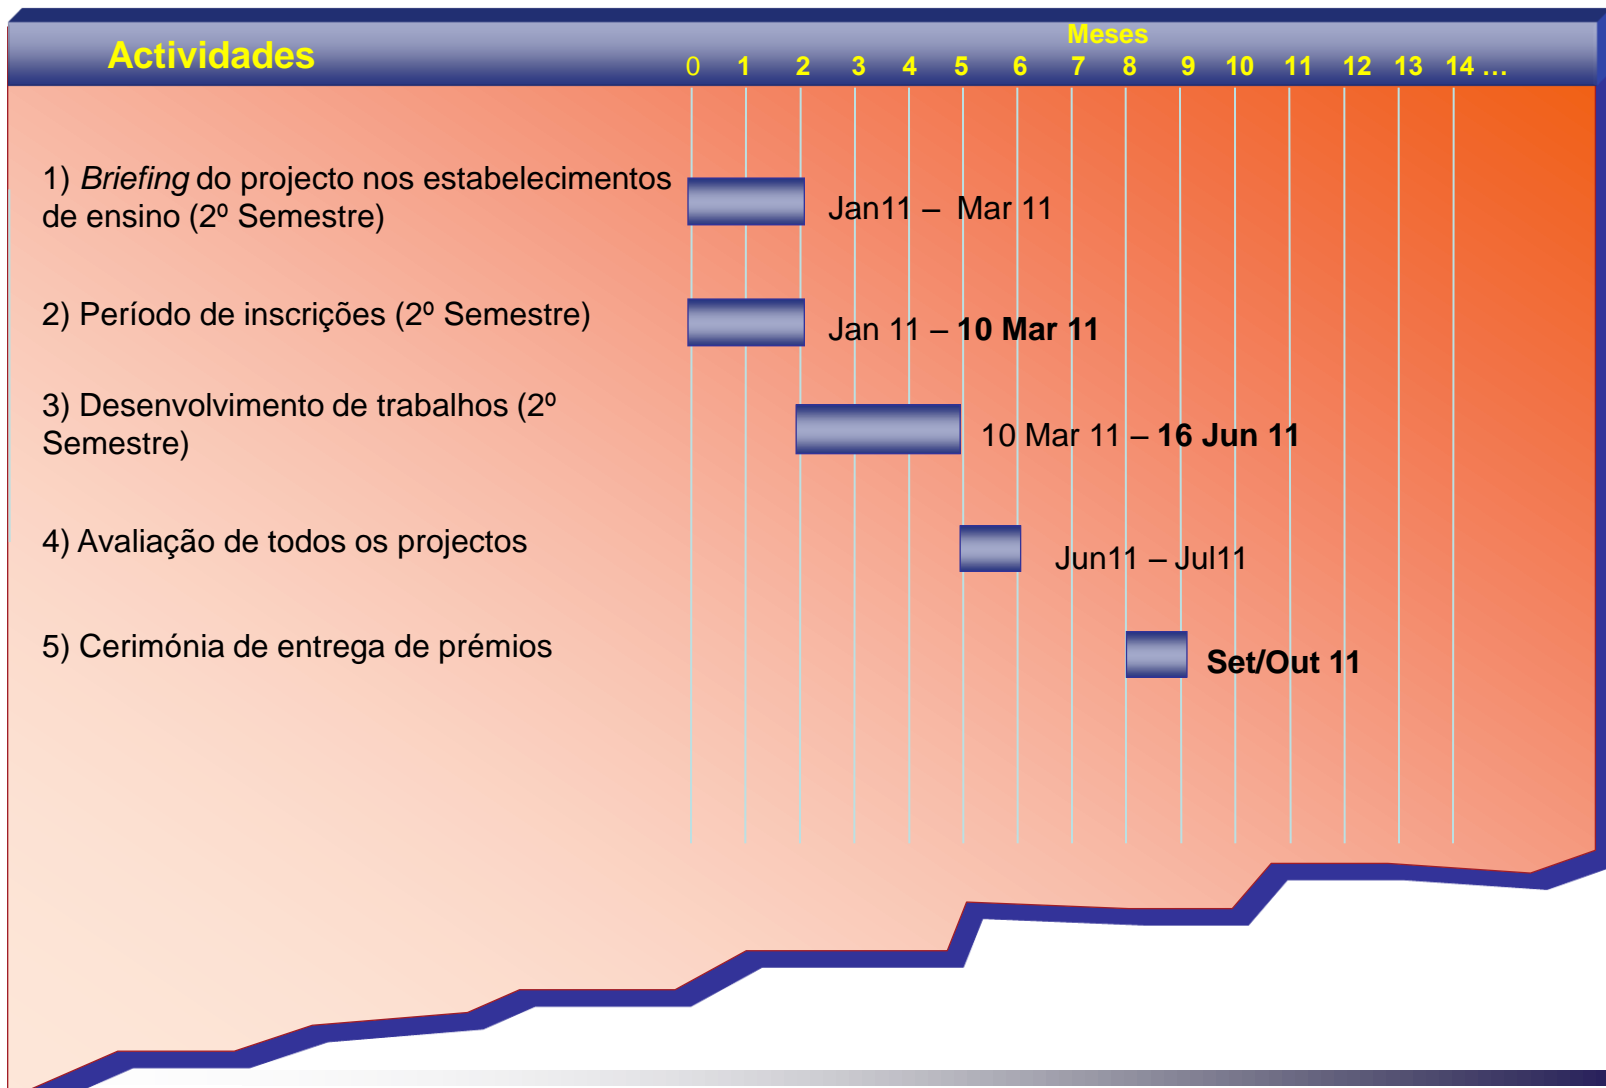 Actividades
Meses
0 1 2 3 4 5 6 7 8 9 10 11 12 13 14 ...
1) Briefing do projecto nos estabelecimentos
de ensino (2º Semestre)
Jan11 – Mar 11
2) Período de inscrições (2º Semestre)
Jan 11 – 10 Mar 11
3) Desenvolvimento de trabalhos (2º
Semestre)
10 Mar 11 – 16 Jun 11
4) Avaliação de todos os projectos
Jun11 – Jul11
5) Cerimónia de entrega de prémios
Set/Out 11